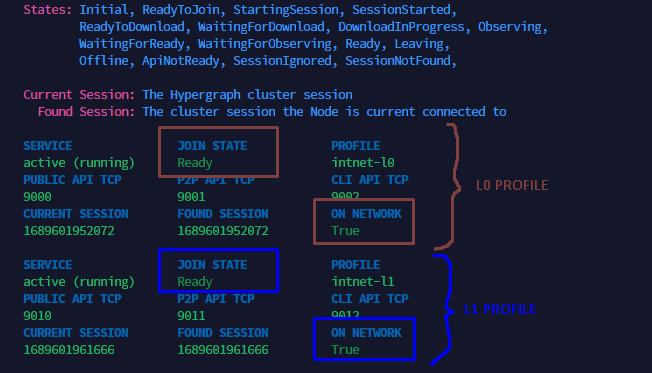 States: Initial, ReadyToJoin, StartingSession, SessionStarted,
ReadyToDownload, WaitingForDownload, DownloadInProgress, Observing,
WaitingForReady, WaitingForObserving, Ready, Leaving,
Offline, ApiNotReady, SessionIgnored, SessionNotFound,
Current Session: The Hypergraph cluster session
Found Session: The cluster session the Node is current connected to
SERVICE JOIN STATE PROFILE
active (running) Ready intnet-l0
PUBLIC API TCP P2P API TCP CLI API TCP
9000 9001 9002
CURRENT SESSION FOUND SESSION ON NETWORK
1689601952072 1689601952072 True
L0 PROFILE
SERVICE JOIN STATE PROFILE
active (running) Ready intnet-l1
PUBLIC API TCP P2P API TCP CLI API TCP
9010 9011 9012
CURRENT SESSION FOUND SESSION ON NETWORK
1689601961666 1689601961666 True
L1 PROFILE